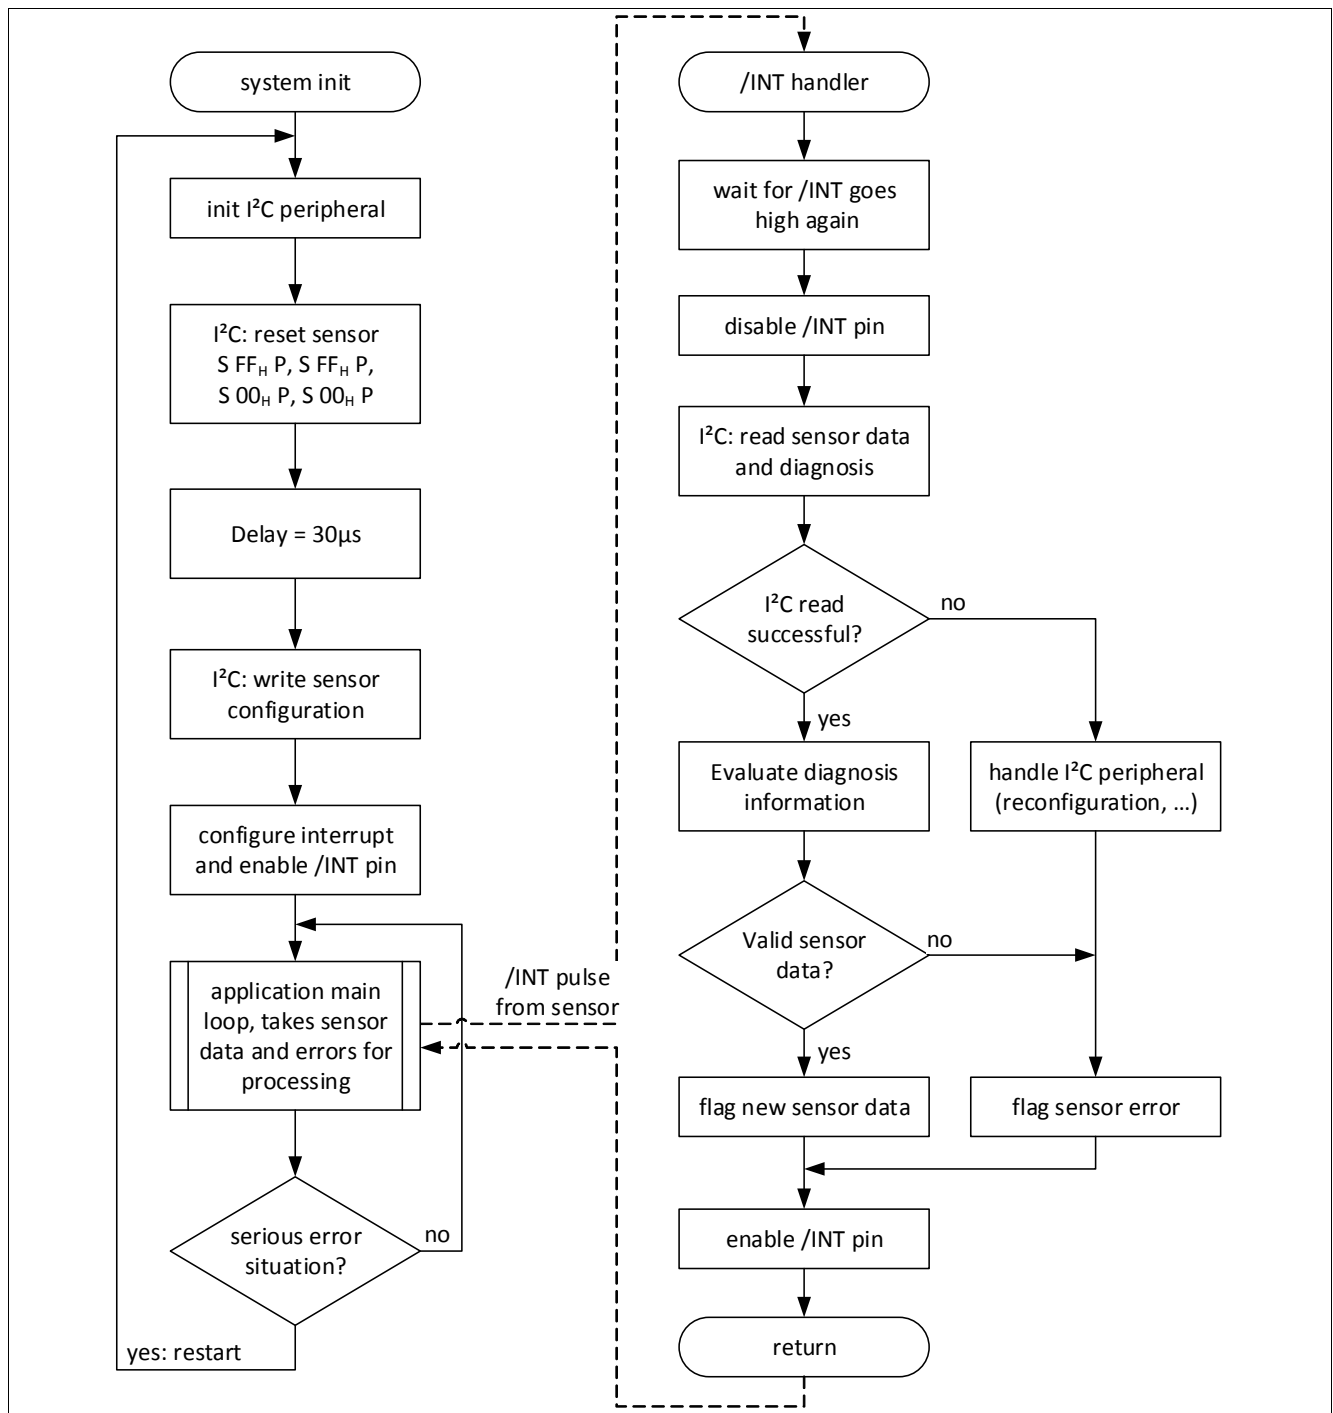 system init
init I²C peripheral
I²C: reset sensor
S FFH P, S FFH P,
S 00H P, S 00H P
Delay = 30µs
I²C: write sensor
configuration
configure interrupt
and enable /INT pin
application main
loop, takes sensor
data and errors for
processing
serious error
situation?
no
yes: restart
/INT pulse
from sensor
/INT handler
wait for /INT goes
high again
disable /INT pin
I²C: read sensor data
and diagnosis
I²C read
successful?
no
yes
Evaluate diagnosis
information
handle I²C peripheral
(reconfiguration, …)
Valid sensor
data?
no
yes
flag new sensor data
flag sensor error
enable /INT pin
return